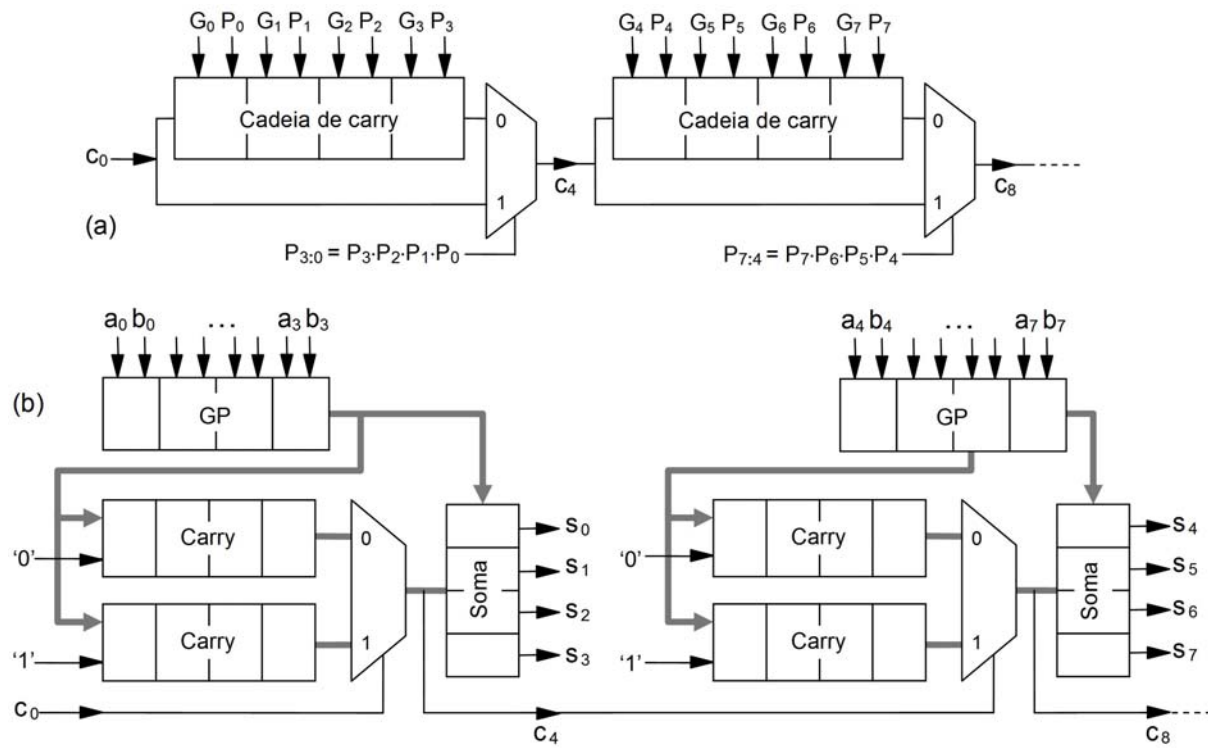 G₀ P₀ G₁ P₁ G₂ P₂ G₃ P₃
G₄ P₄ G₅ P₅ G₆ P₆ G₇ P₇
Cadeia de carry
0
Cadeia de carry
0
c₀
c₄
c₈
1
1
(a)
P₃:₀ = P₃·P₂·P₁·P₀
P₇:₄ = P₇·P₆·P₅·P₄
a₀ b₀ ... a₃ b₃
a₄ b₄ ... a₇ b₇
(b)
GP
GP
Carry
0
s₀
Carry
0
s₄
'0'
s₁
'0'
s₅
Soma
s₂
Soma
s₆
Carry
1
s₃
Carry
1
s₇
'1'
'1'
c₀
c₄
c₈